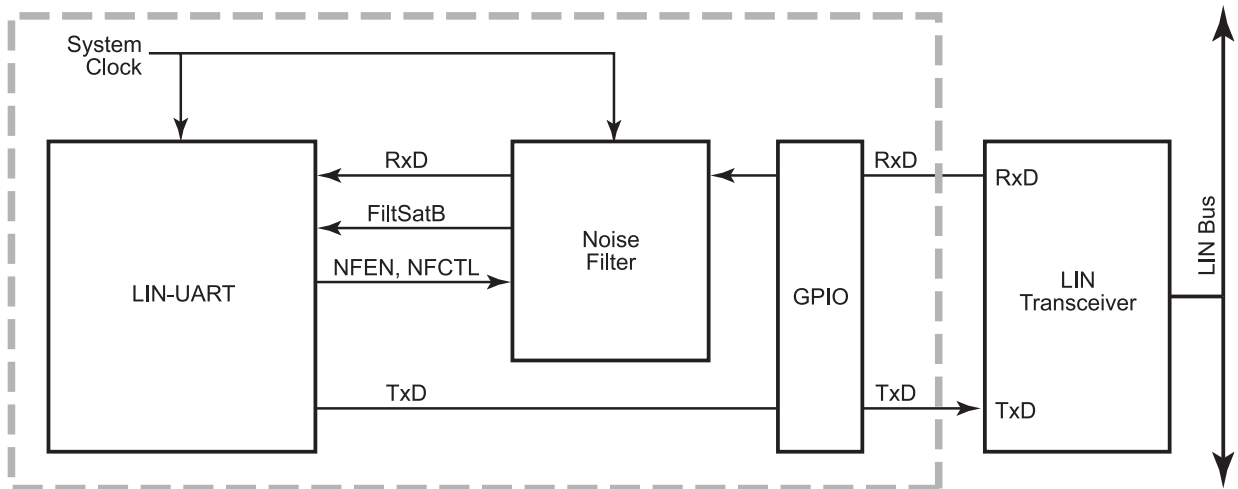 System
Clock
RxD
FiltSatB
NFEN, NFCTL
LIN-UART
TxD
Noise
Filter
GPIO
RxD
TxD
RxD
LIN
Transceiver
TxD
LIN Bus